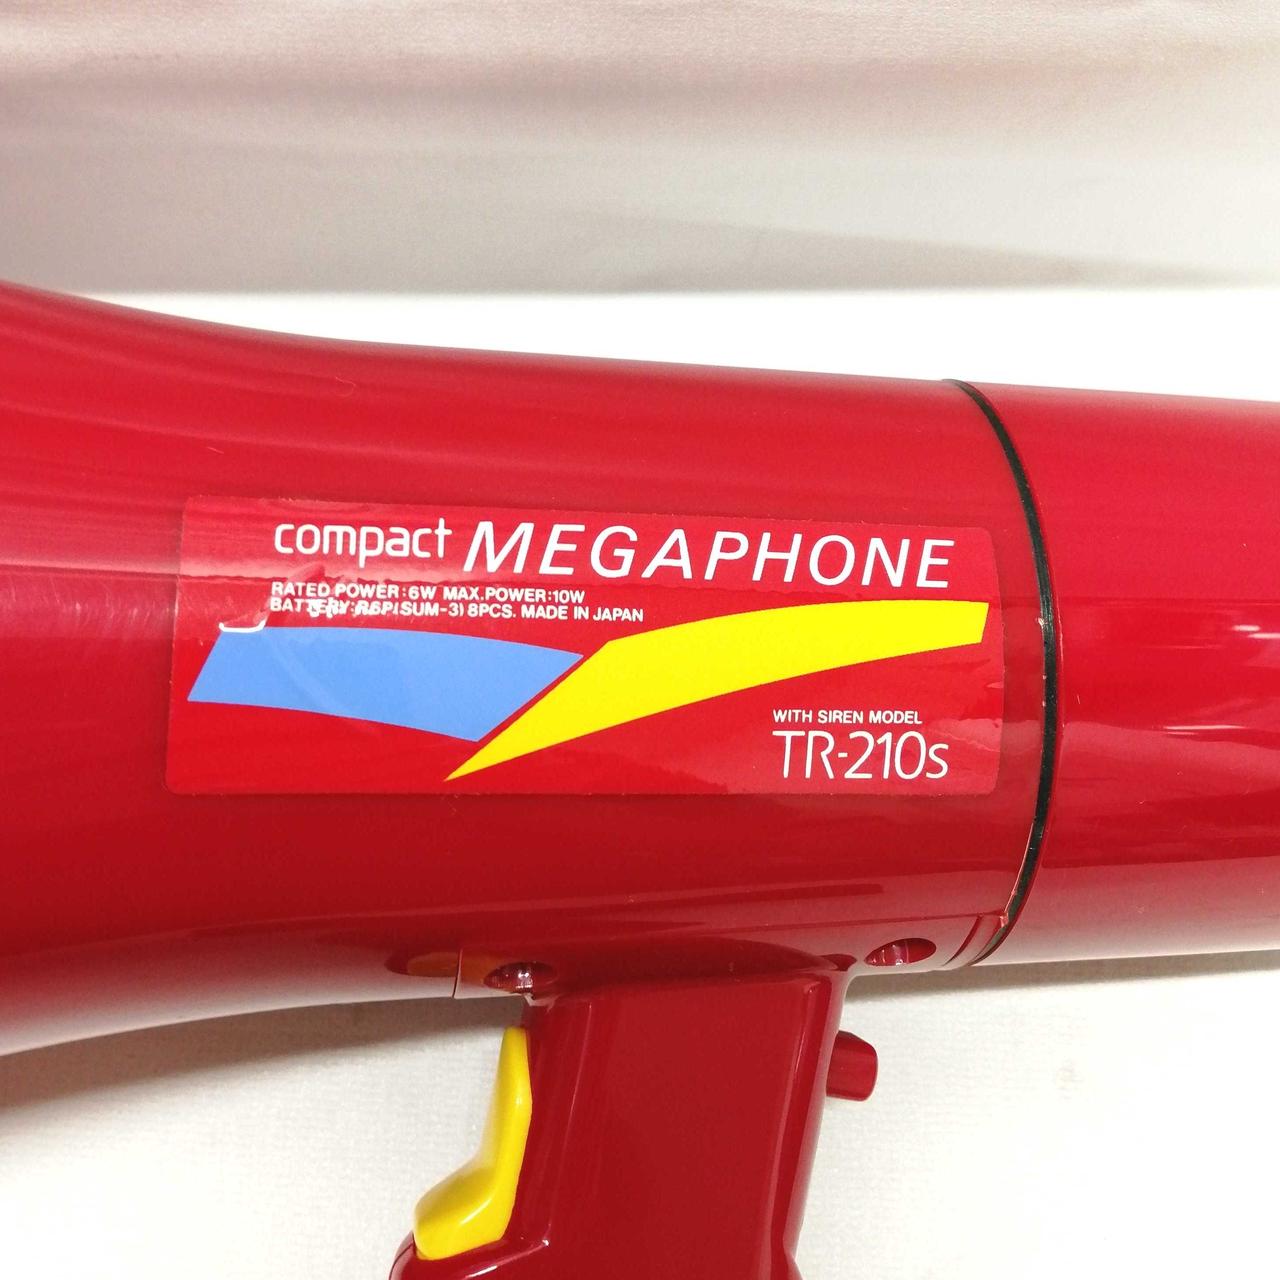 compact MEGAPHONE
RATED POWER:6W MAX.POWER:10W
BATTERY:R6P(SUM-3) 8PCS. MADE IN JAPAN
WITH SIREN MODEL
TR-210s